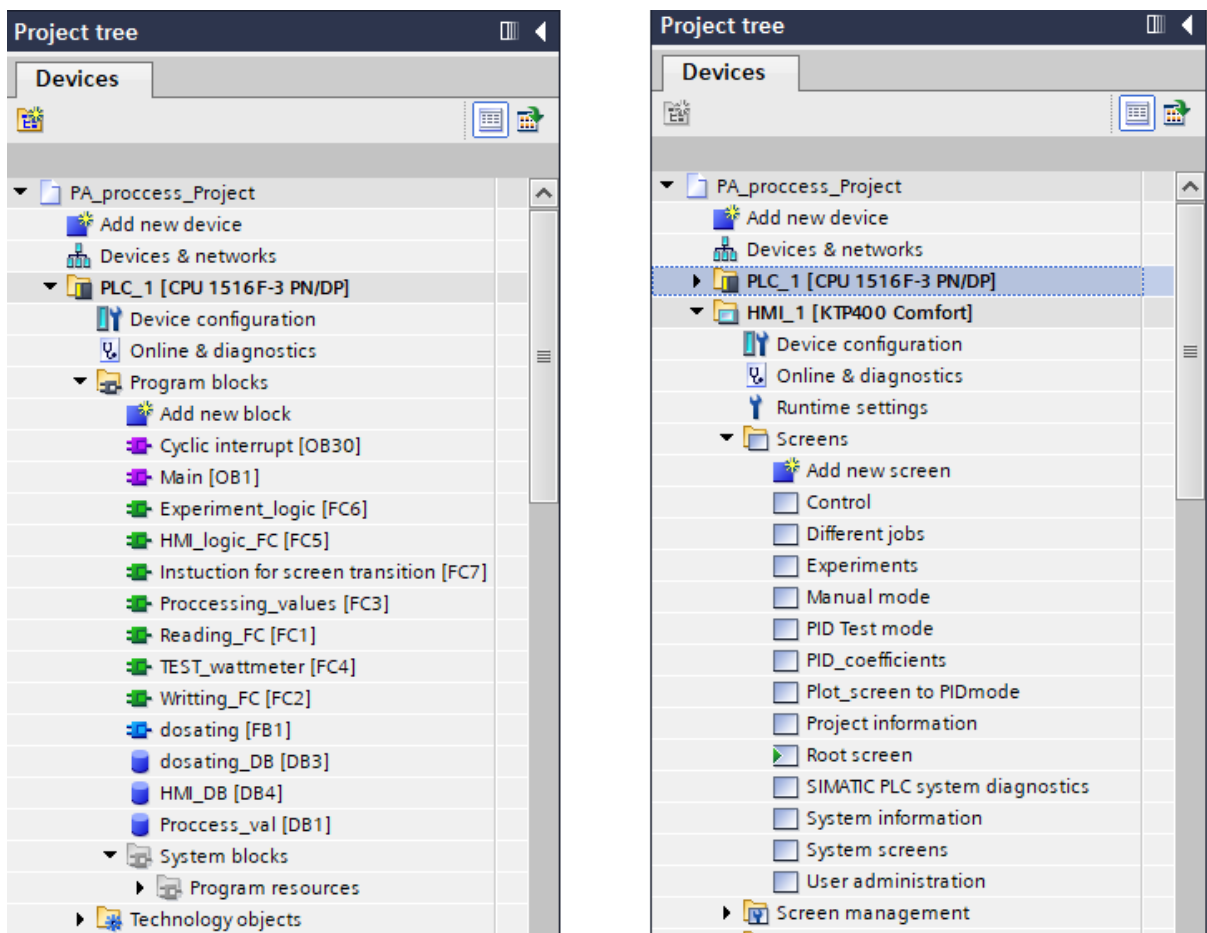 Project tree
Devices
PA_proccess_Project
Add new device
Devices & networks
PLC_1 [CPU 1516F-3 PN/DP]
Device configuration
Online & diagnostics
Program blocks
Add new block
Cyclic interrupt [OB30]
Main [OB1]
Experiment_logic [FC6]
HMI_logic_FC [FC5]
Instuction for screen transition [FC7]
Proccessing_values [FC3]
Reading_FC [FC1]
TEST_wattmeter [FC4]
Writting_FC [FC2]
dosating [FB1]
dosating_DB [DB3]
HMI_DB [DB4]
Proccess_val [DB1]
System blocks
Program resources
Technology objects
Project tree
Devices
PA_proccess_Project
Add new device
Devices & networks
PLC_1 [CPU 1516F-3 PN/DP]
HMI_1 [KTP400 Comfort]
Device configuration
Online & diagnostics
Runtime settings
Screens
Add new screen
Control
Different jobs
Experiments
Manual mode
PID Test mode
PID_coefficients
Plot_screen to PIDmode
Project information
Root screen
SIMATIC PLC system diagnostics
System information
System screens
User administration
Screen management